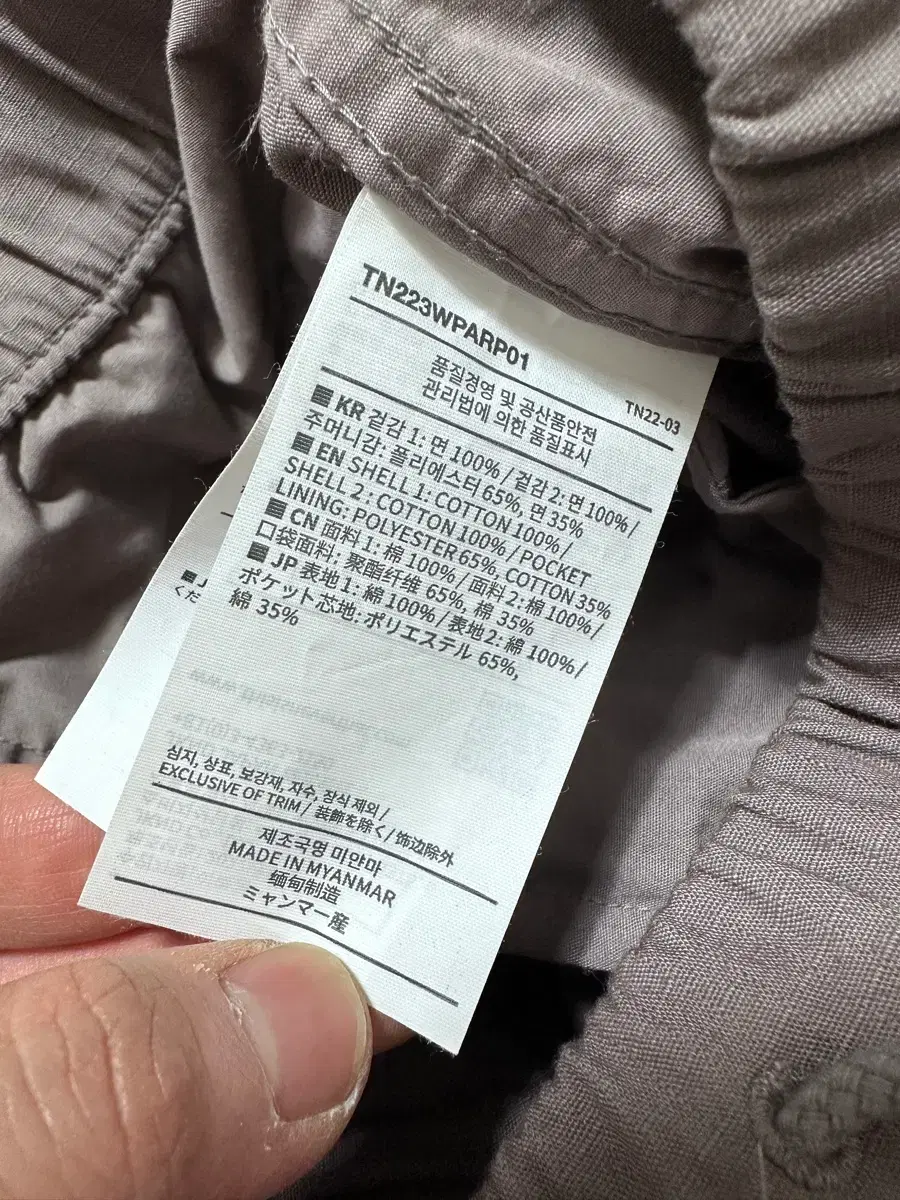 TN223WPARP01
TN22-03
품질경영 및 공산품안전
관리법에 의한 품질표시
■ KR 겉감 1: 면 100% / 겉감 2: 면 100% /
주머니감: 폴리에스터 65%, 면 35%
■ EN SHELL 1: COTTON 100% /
SHELL 2 : COTTON 100% / POCKET
LINING: POLYESTER 65%, COTTON 35%
■ CN 面料 1: 棉 100% / 面料 2: 棉 100% /
口袋面料: 聚酯纤维 65%, 棉 35%
■ JP 表地 1: 綿 100% / 表地 2: 綿 100% /
ポケット芯地: ポリエステル 65%,
綿 35%
심지, 상표, 보강재, 자수, 장식 제외 /
EXCLUSIVE OF TRIM / 装飾を除く / 饰边除外
제조국명 미얀마
MADE IN MYANMAR
缅甸制造
ミャンマー産
■ J
くだ